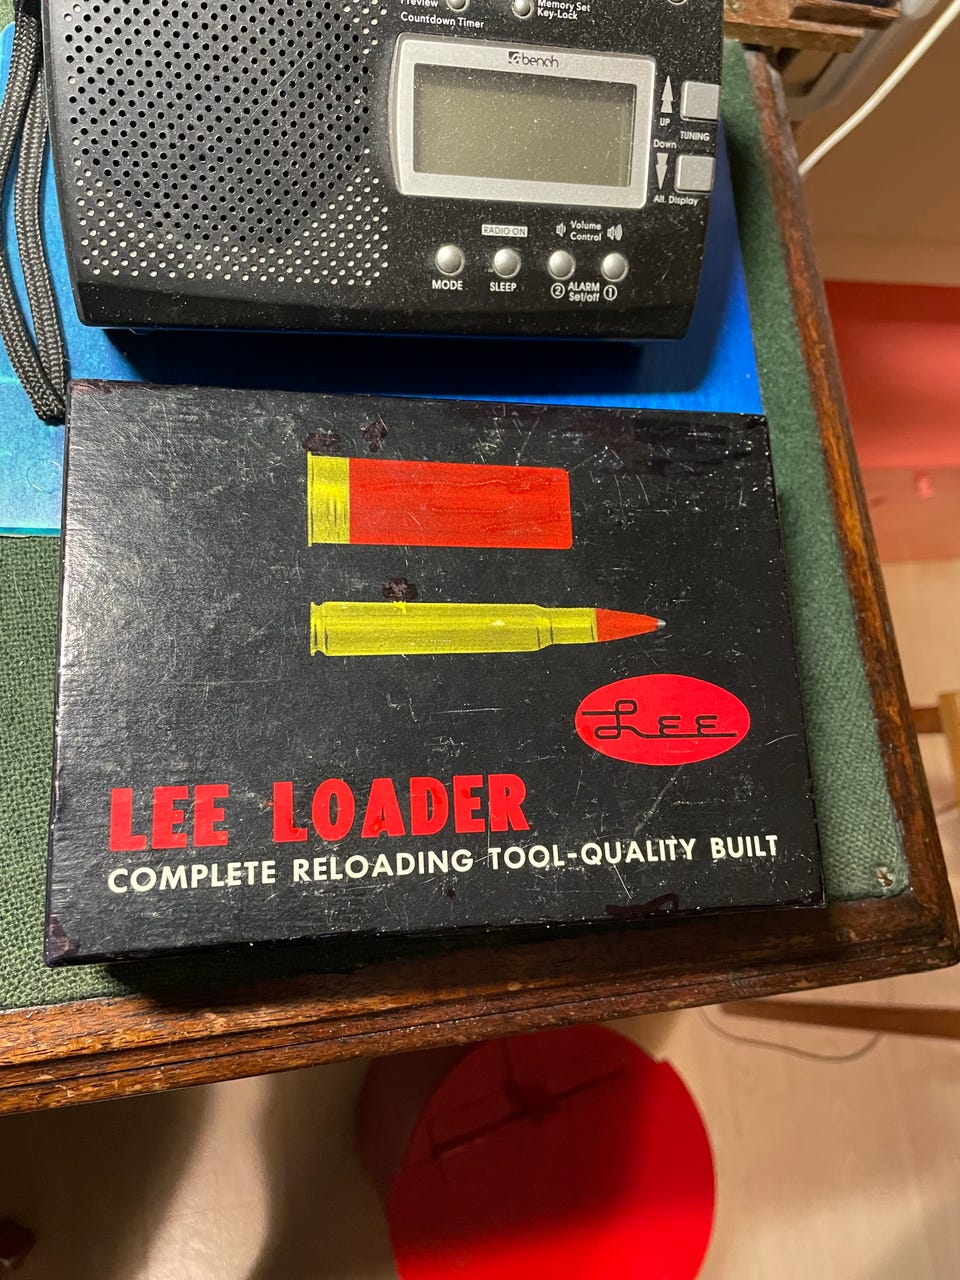 Preview
Countdown Timer
Memory Set
Key-Lock
e:bench
UP
TUNING
Down
All. Display
RADIO ON
Volume
Control
MODE
SLEEP
② ALARM ①
Set/off
Lee
LEE LOADER
COMPLETE RELOADING TOOL-QUALITY BUILT